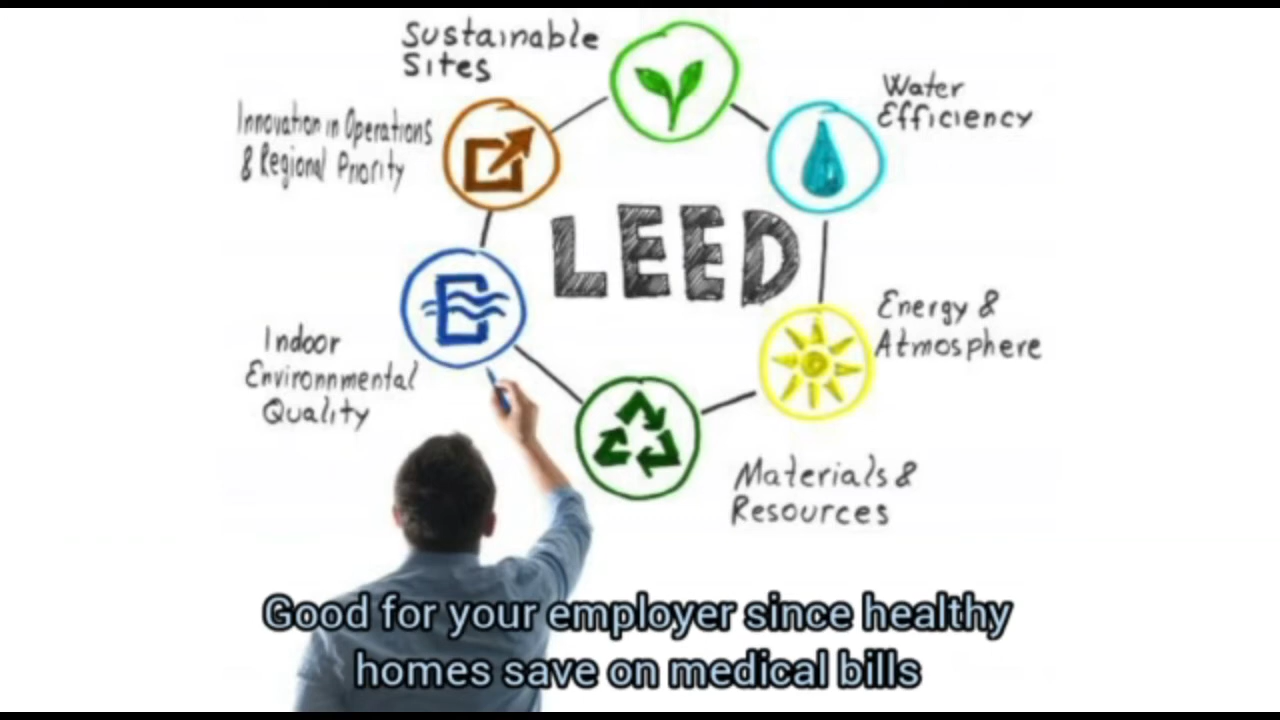 Sustainable
Sites
Water
Efficiency
Innovation in Operations
& Regional Priority
LEED
Energy &
Atmosphere
Indoor
Environnmental
Quality
Materials &
Resources
Good for your employer since healthy
homes save on medical bills